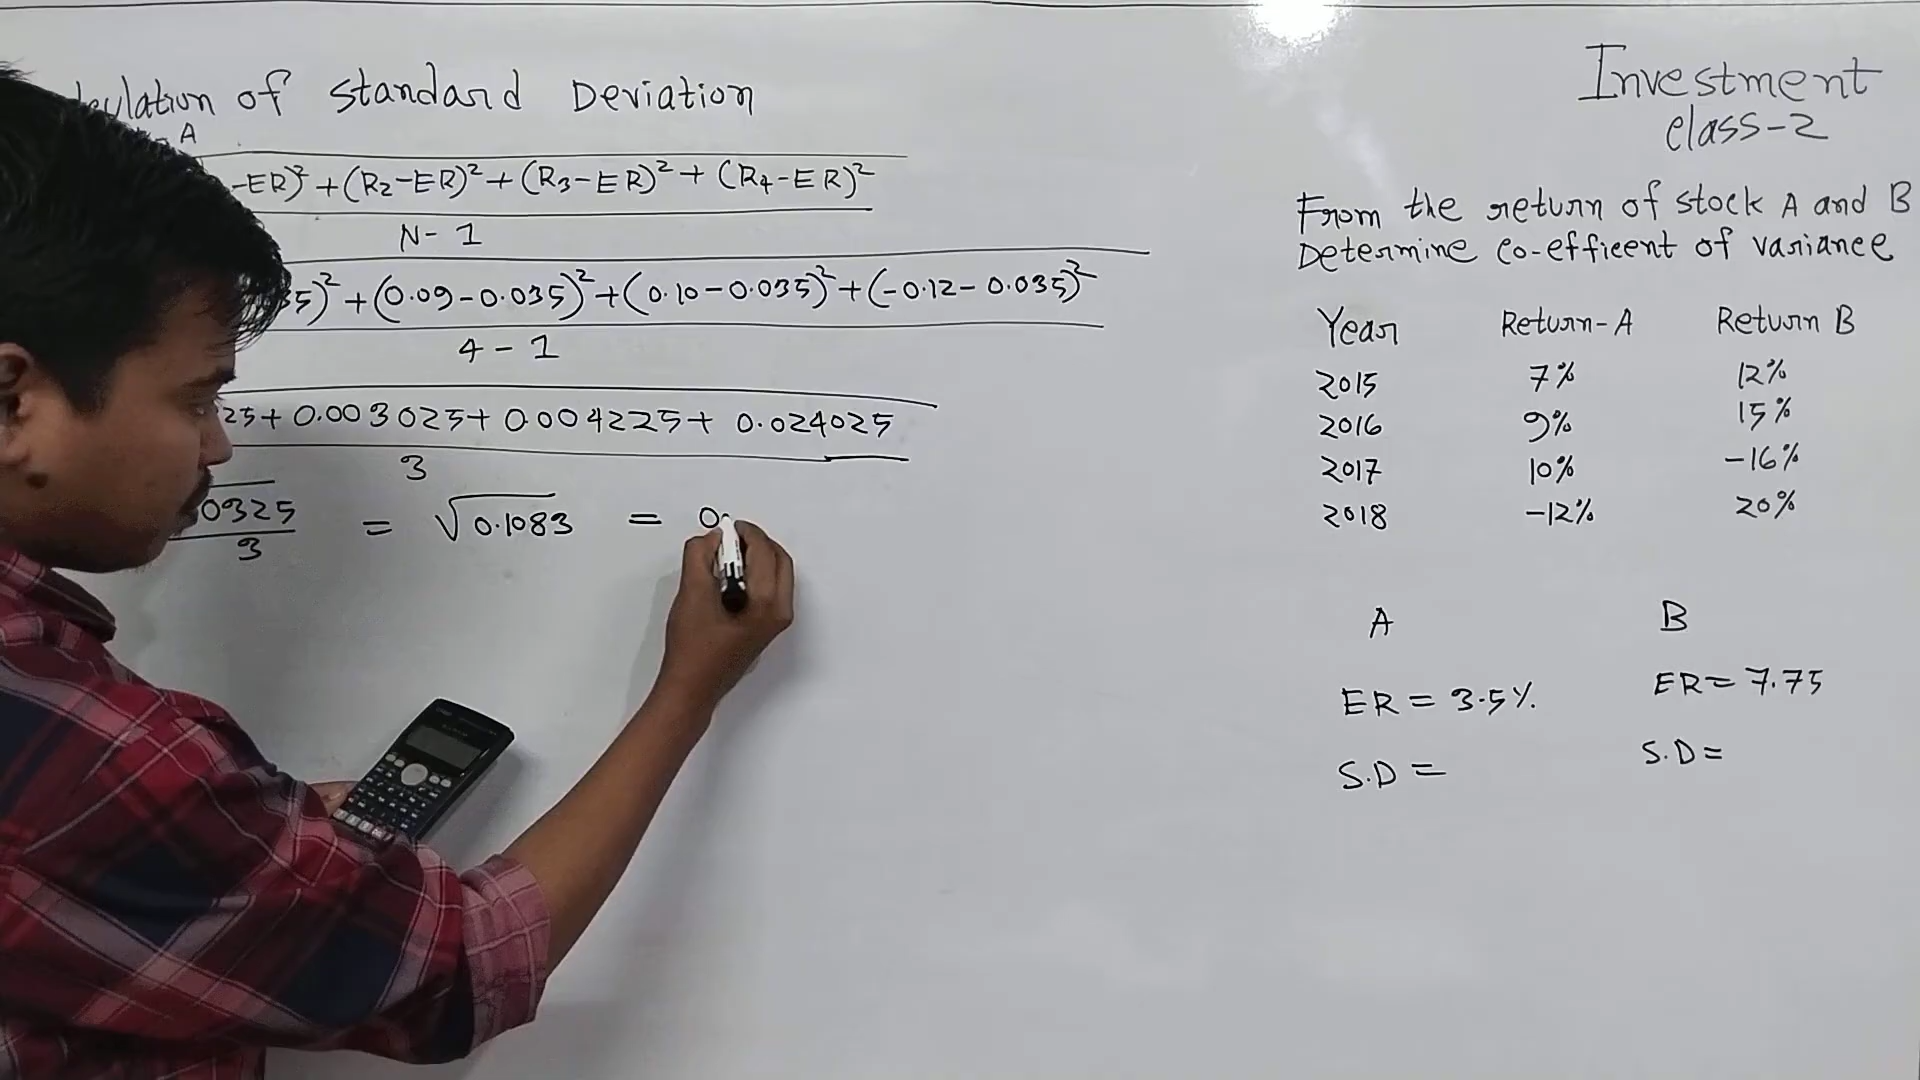 of Standard Deviation
A
-ER)² + (R2-ER)² + (R3-ER)² + (R4-ER)²
N-1
35)² + (0.09-0.035)² + (0.10-0.035)² + (-0.12-0.035)²
4-1
25+ 0.003025+ 0.004225+ 0.024025
3
0325 = √0.1083 = 0.
3
Investment
class-2
From the return of stock A and B
Determine co-efficent of variance
Year Return-A Return B
2015 7% 12%
2016 9% 15%
2017 10% -16%
2018 -12% 20%
A B
ER = 3.5% ER = 7.75
S.D = S.D =